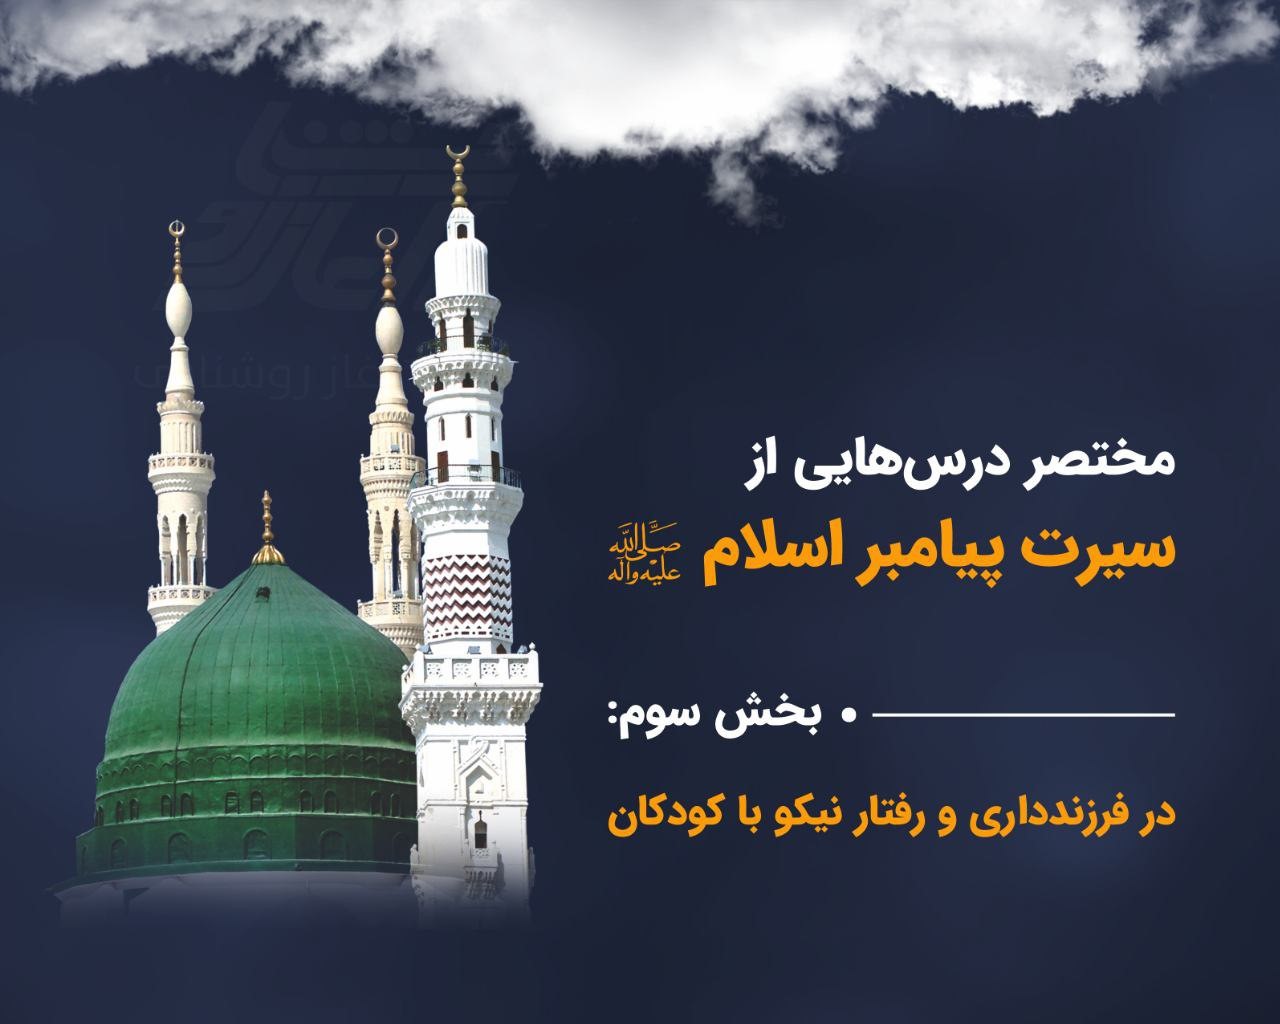 مختصر درس‌هایی از
سیرت پیامبر اسلام صلی الله علیه وآله
بخش سوم:
در فرزندداری و رفتار نیکو با کودکان